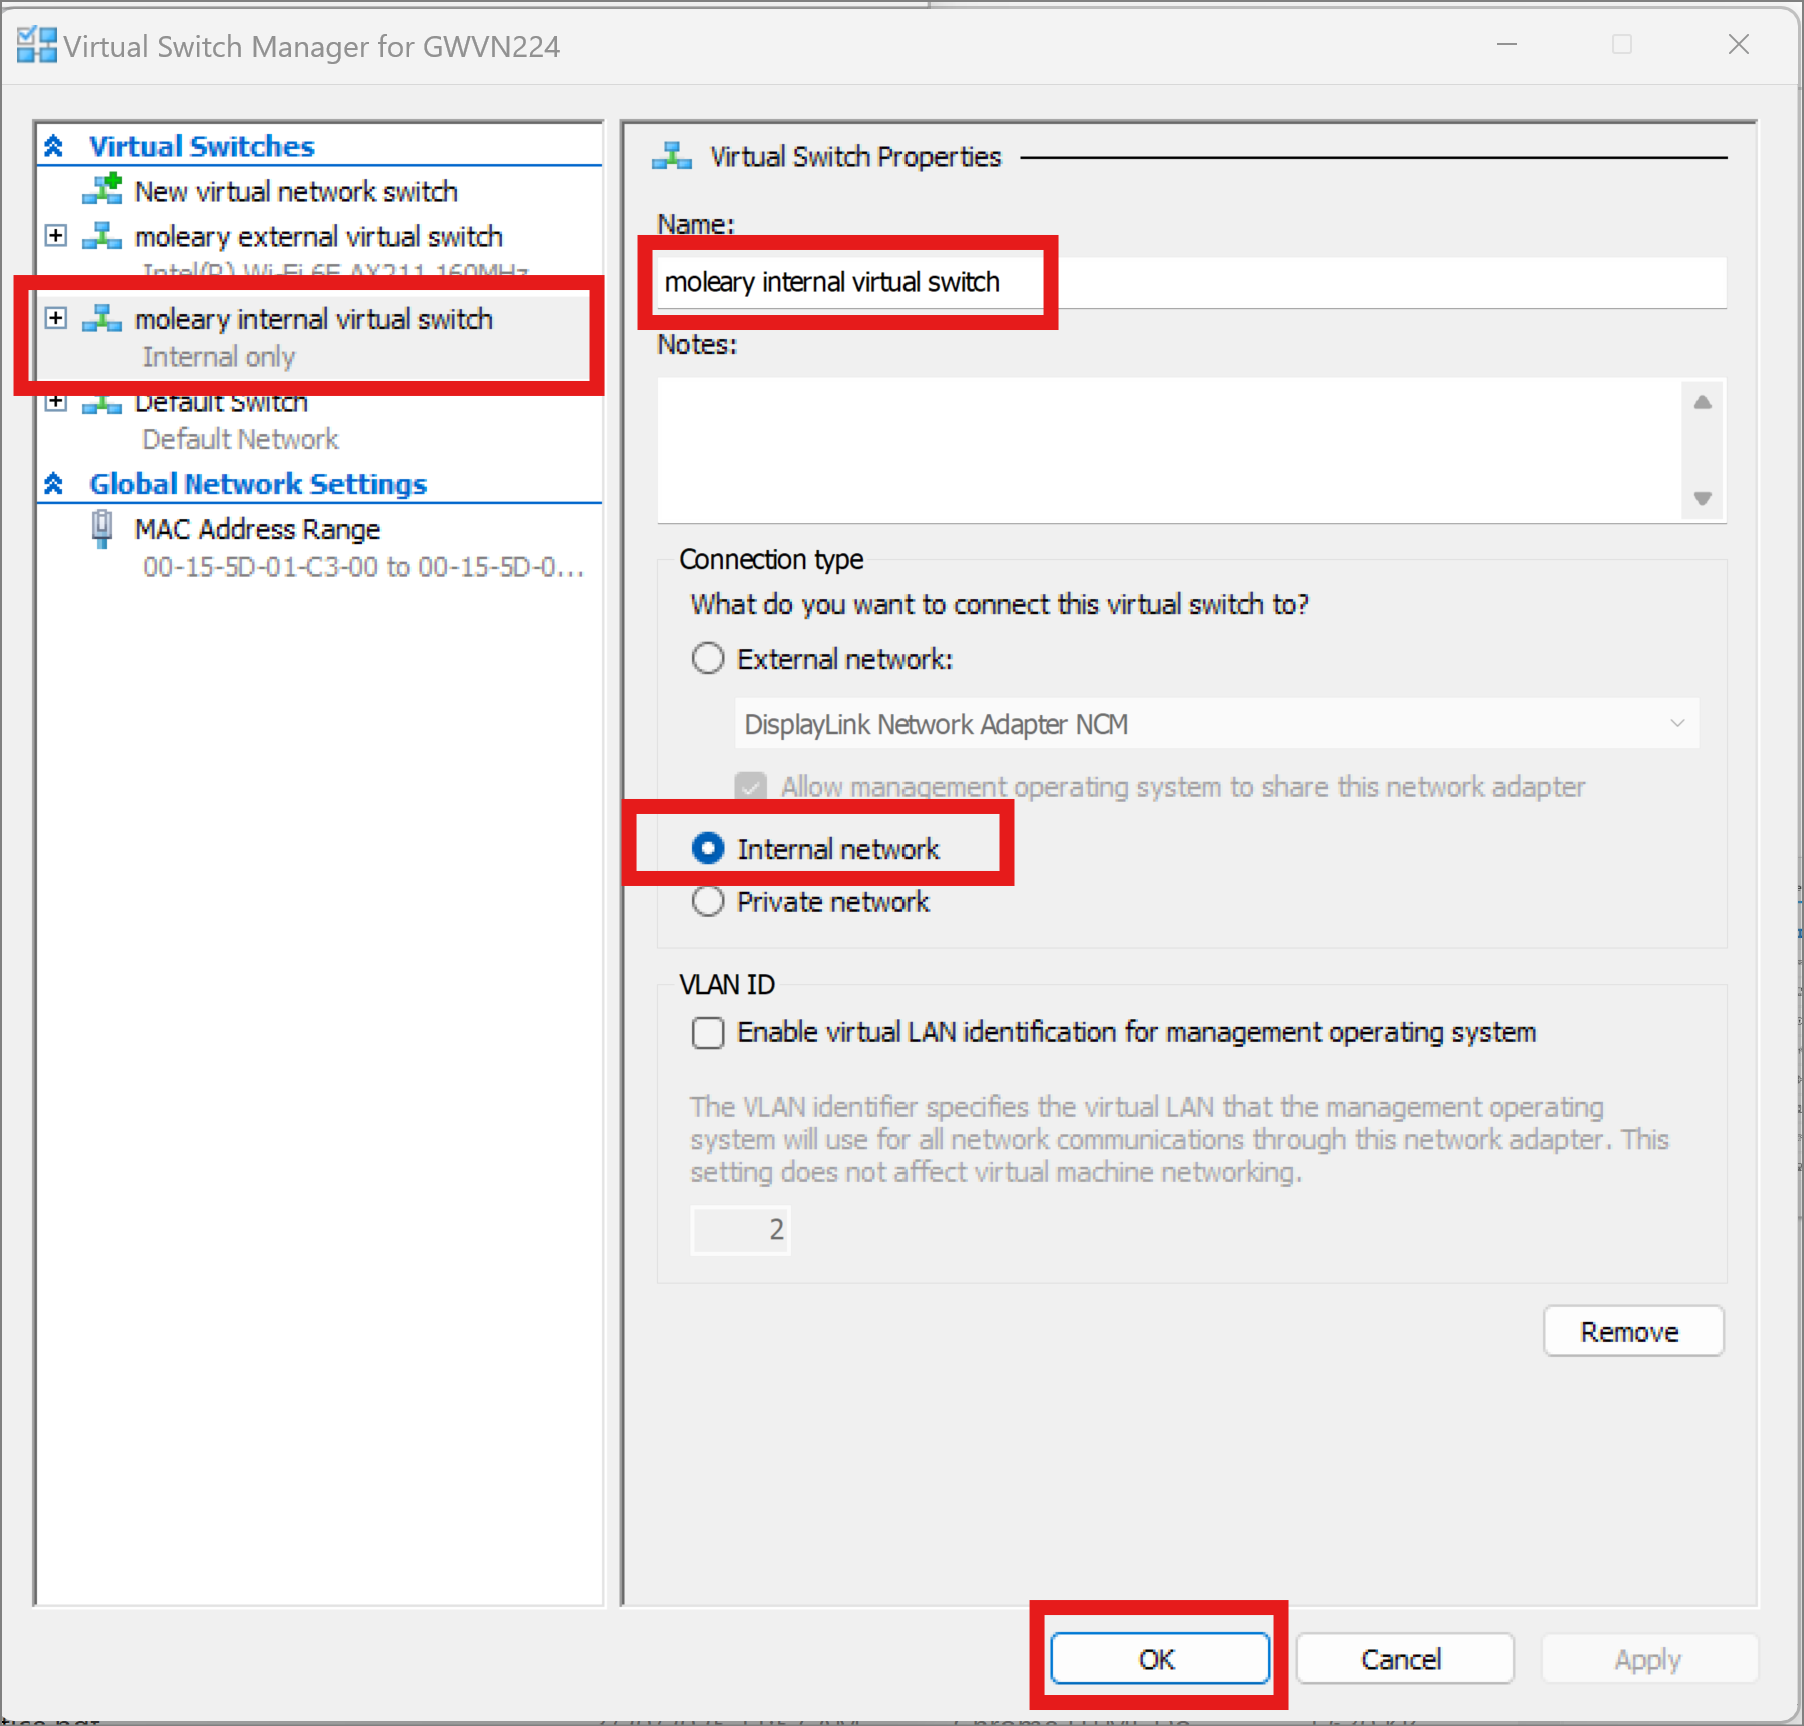 Virtual Switch Manager for GWVN224
Virtual Switches
New virtual network switch
moleary external virtual switch
Intel(R) Wi-Fi 6E AX211 160MHz
moleary internal virtual switch
Internal only
Default Switch
Default Network
Global Network Settings
MAC Address Range
00-15-5D-01-C3-00 to 00-15-5D-0...
Virtual Switch Properties
Name:
moleary internal virtual switch
Notes:
Connection type
What do you want to connect this virtual switch to?
External network:
DisplayLink Network Adapter NCM
Allow management operating system to share this network adapter
Internal network
Private network
VLAN ID
Enable virtual LAN identification for management operating system
The VLAN identifier specifies the virtual LAN that the management operating
system will use for all network communications through this network adapter. This
setting does not affect virtual machine networking.
2
Remove
OK
Cancel
Apply